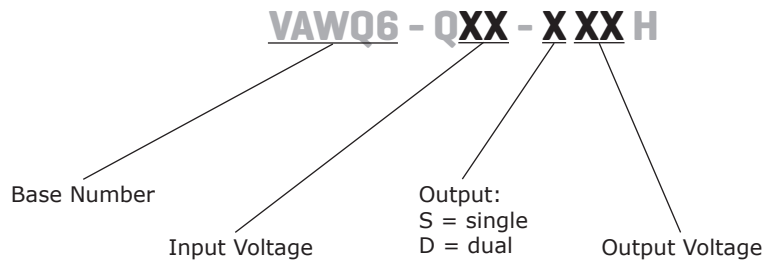 VAWQ6 - QXX - X XX H
Base Number
Input Voltage
Output:
S = single
D = dual
Output Voltage